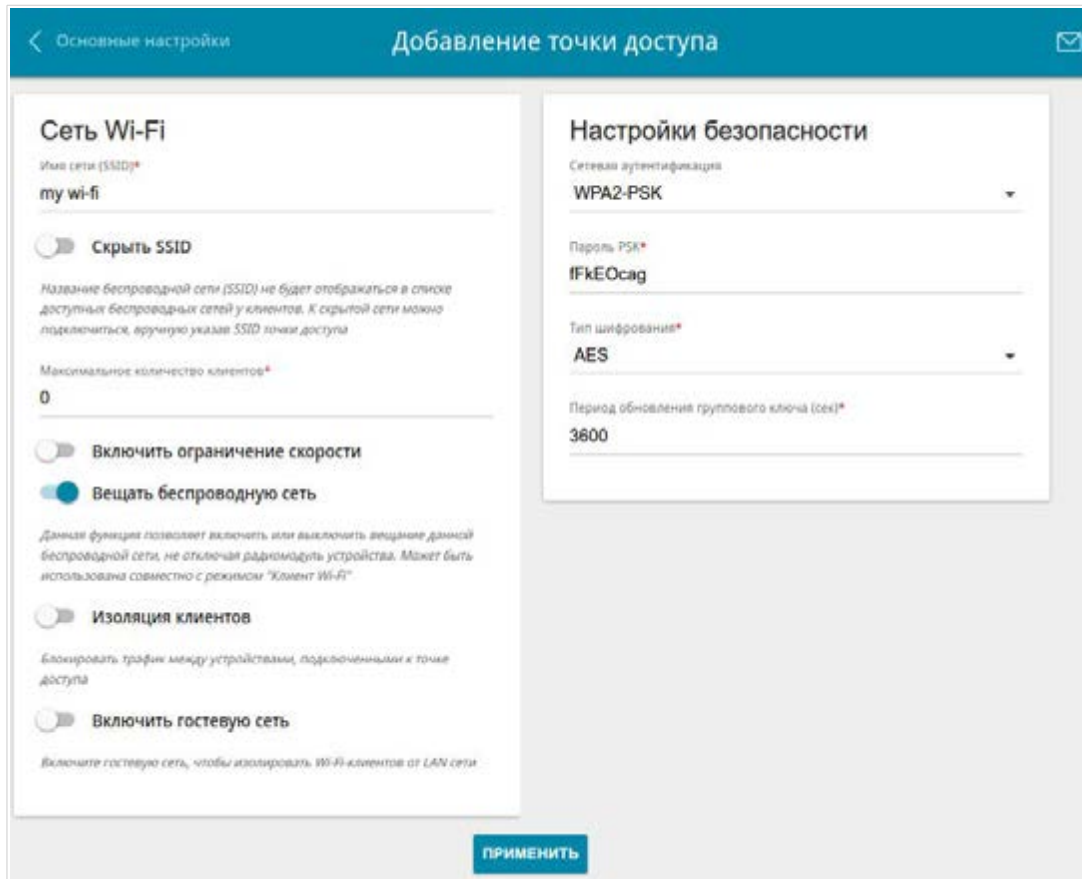 Основные настройки
Добавление точки доступа
Сеть Wi-Fi
Имя сети (SSID)*
my wi-fi
Скрыть SSID
Название беспроводной сети (SSID) не будет отображаться в списке
доступных беспроводных сетей у клиентов. К скрытой сети можно
подключиться, вручную указав SSID точки доступа
Максимальное количество клиентов*
0
Включить ограничение скорости
Вещать беспроводную сеть
Данная функция позволяет включить или выключить вещание данной
беспроводной сети, не отключая радиомодуль устройства. Может быть
использована совместно с режимом "Клиент Wi-Fi"
Изоляция клиентов
Блокировать трафик между устройствами, подключенными к точке
доступа
Включить гостевую сеть
Включите гостевую сеть, чтобы изолировать Wi-Fi-клиентов от LAN сети
Настройки безопасности
Сетевая аутентификация
WPA2-PSK
Пароль PSK*
fFkEOcag
Тип шифрования*
AES
Период обновления группового ключа (сек)*
3600
ПРИМЕНИТЬ